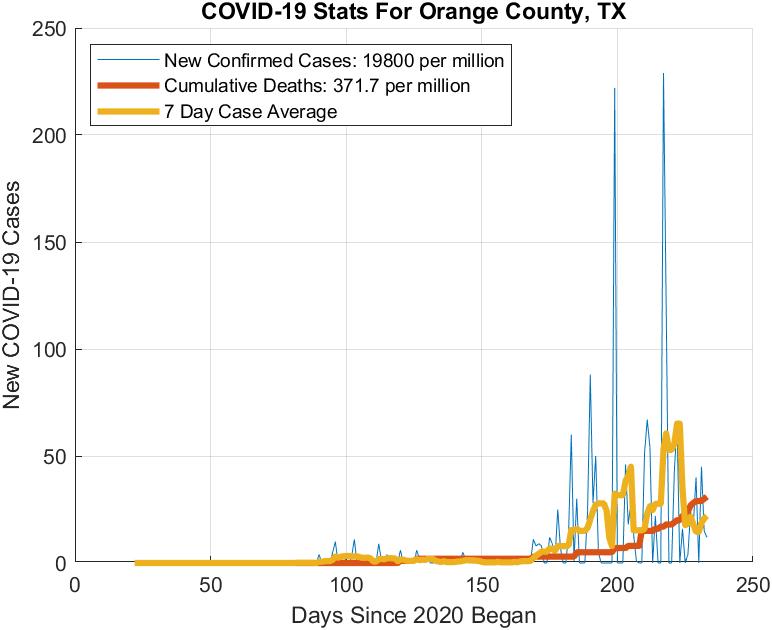 COVID-19 Stats For Orange County, TX
New Confirmed Cases: 19800 per million
Cumulative Deaths: 371.7 per million
7 Day Case Average
New COVID-19 Cases
250
200
150
100
50
0
0 50 100 150 200 250
Days Since 2020 Began